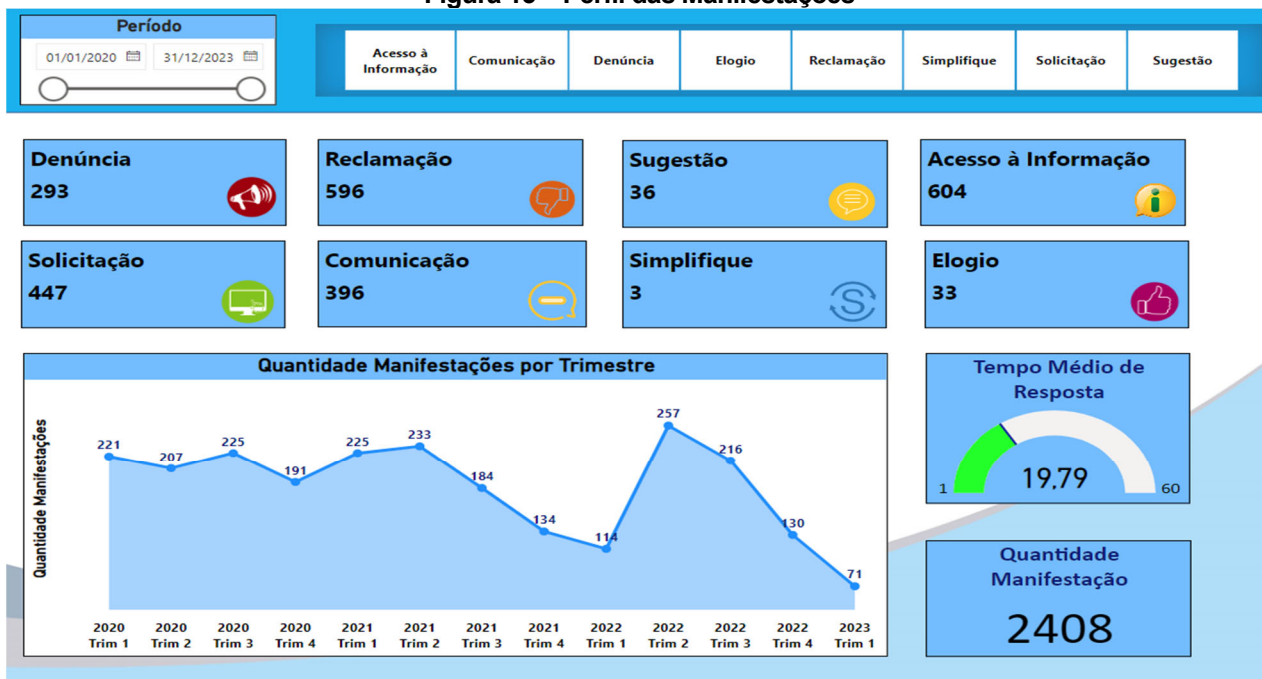 Figura 13 - Perfil das Manifestações
Período
01/01/2020 31/12/2023
Acesso à
Informação
Comunicação
Denúncia
Elogio
Reclamação
Simplifique
Solicitação
Sugestão
Denúncia
293
Reclamação
596
Sugestão
36
Acesso à Informação
604
Solicitação
447
Comunicação
396
Simplifique
3
S
Elogio
33
Quantidade Manifestações por Trimestre
Quantidade Manifestações
221
207
225
191
225
233
184
134
114
257
216
130
71
2020
Trim 1
2020
Trim 2
2020
Trim 3
2020
Trim 4
2021
Trim 1
2021
Trim 2
2021
Trim 3
2021
Trim 4
2022
Trim 1
2022
Trim 2
2022
Trim 3
2022
Trim 4
2023
Trim 1
Tempo Médio de
Resposta
19,79
1
60
Quantidade
Manifestação
2408